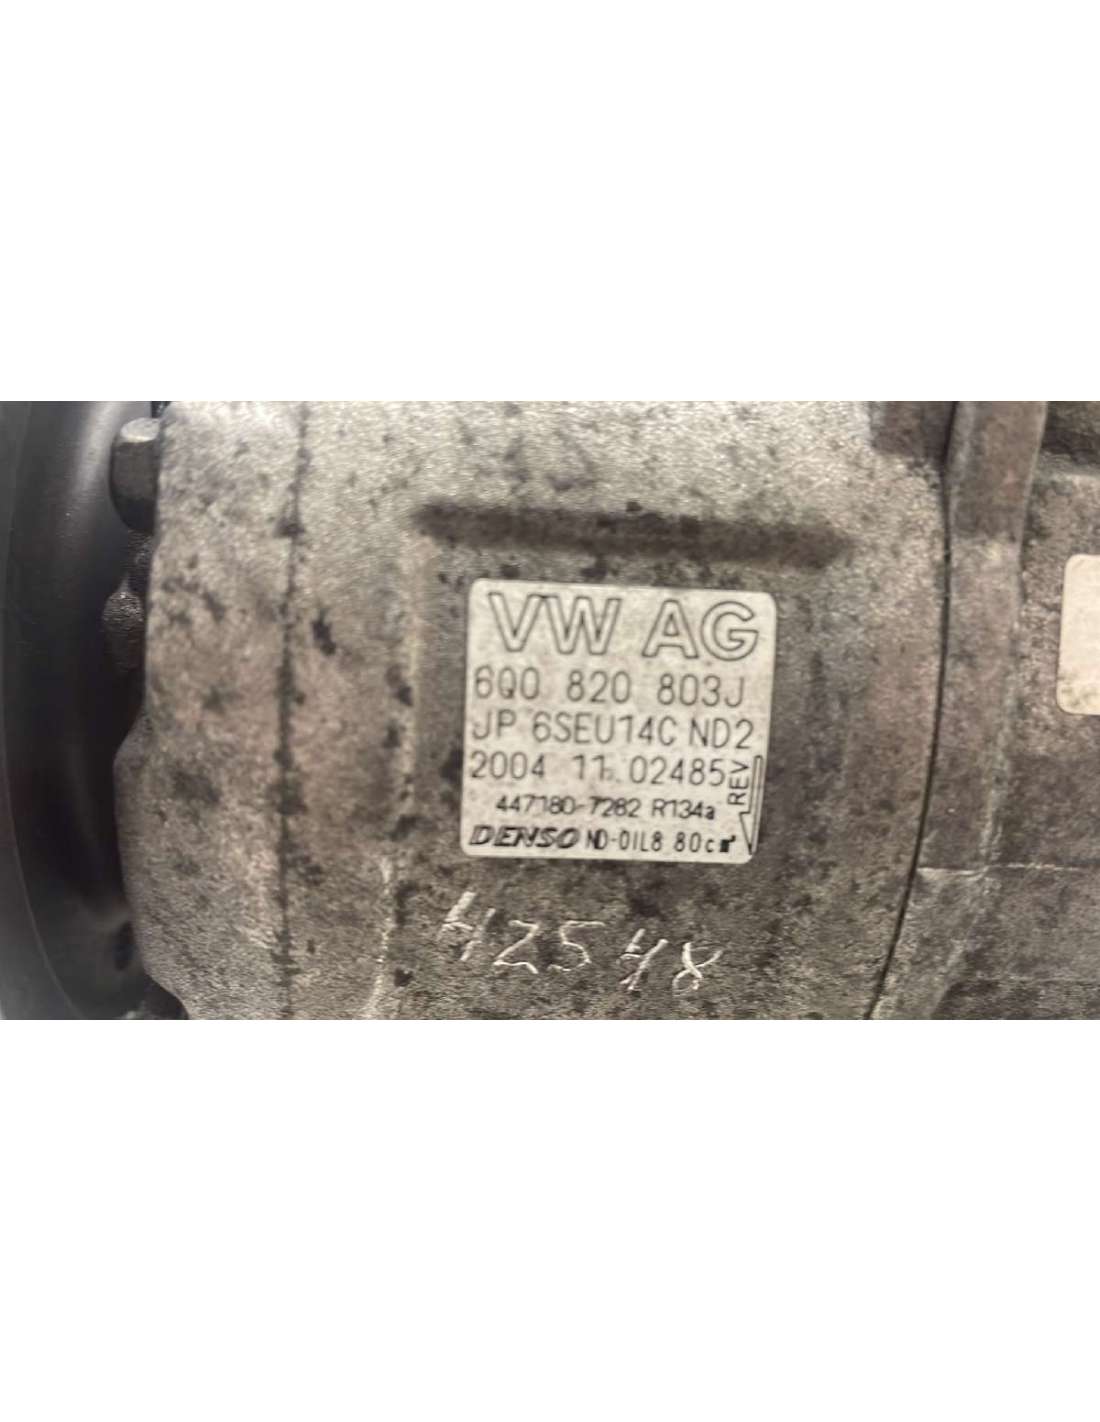 VW AG
6Q0 820 803J
JP 6SEU14C ND2
2004 11. 02485
REV
447180-7282 R134a
DENSO ND-OIL8 80c㎥
42548